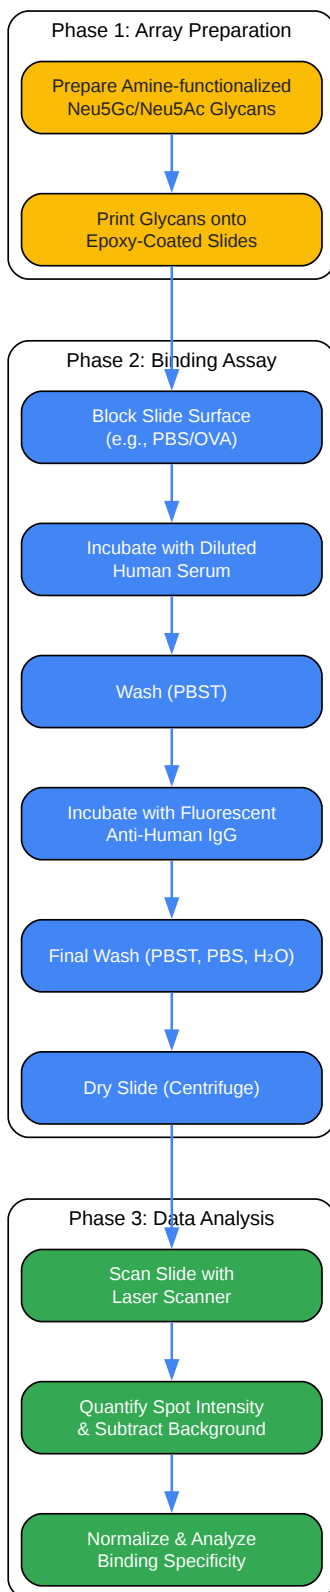 Phase 1: Array Preparation
Prepare Amine-functionalized
Neu5Gc/Neu5Ac Glycans
Print Glycans onto
Epoxy-Coated Slides
Phase 2: Binding Assay
Block Slide Surface
(e.g., PBS/OVA)
Incubate with Diluted
Human Serum
Wash (PBST)
Incubate with Fluorescent
Anti-Human IgG
Final Wash (PBST, PBS, H₂O)
Dry Slide (Centrifuge)
Phase 3: Data Analysis
Scan Slide with
Laser Scanner
Quantify Spot Intensity
& Subtract Background
Normalize & Analyze
Binding Specificity